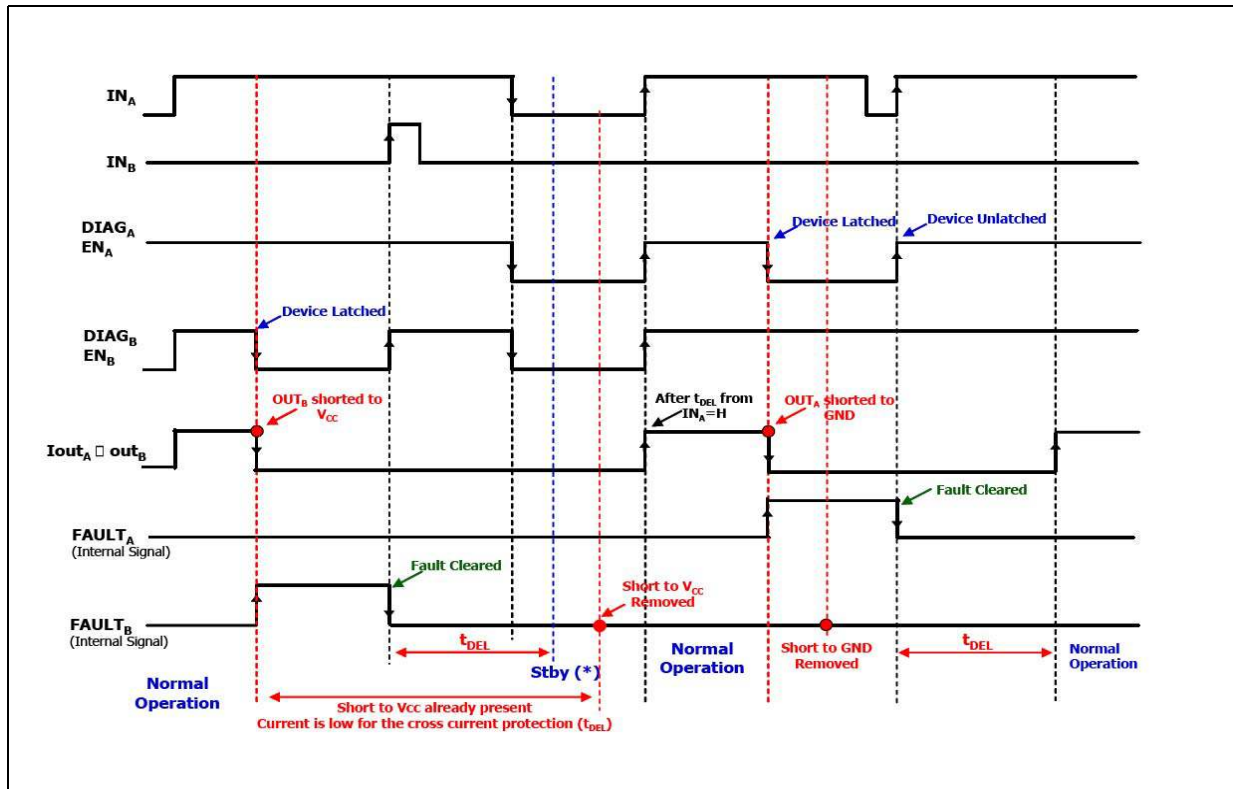 IN_A
IN_B
DIAG_A
EN_A
Device Latched
Device Unlatched
DIAG_B
EN_B
Device Latched
OUT_B shorted to
V_CC
After t_DEL from
IN_A=H
OUT_A shorted to
GND
Iout_A □ out_B
Fault Cleared
FAULT_A
(Internal Signal)
Fault Cleared
Short to V_CC
Removed
FAULT_B
(Internal Signal)
t_DEL
Stby (*)
Normal
Operation
Short to GND
Removed
t_DEL
Normal
Operation
Normal
Operation
Short to Vcc already present
Current is low for the cross current protection (t_DEL)